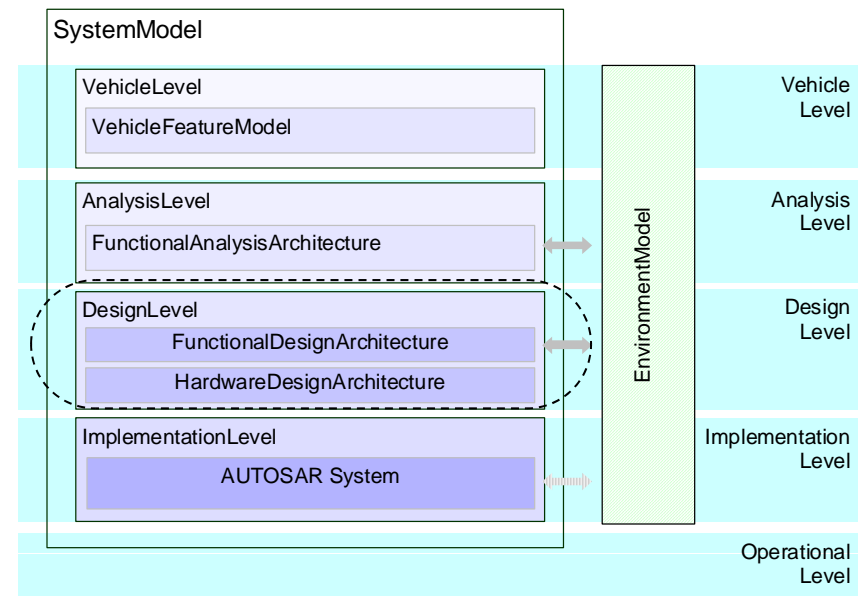 SystemModel
VehicleLevel
VehicleFeatureModel
Vehicle
Level
AnalysisLevel
FunctionalAnalysisArchitecture
Analysis
Level
DesignLevel
FunctionalDesignArchitecture
HardwareDesignArchitecture
Design
Level
ImplementationLevel
AUTOSAR System
Implementation
Level
EnvironmentModel
Operational
Level